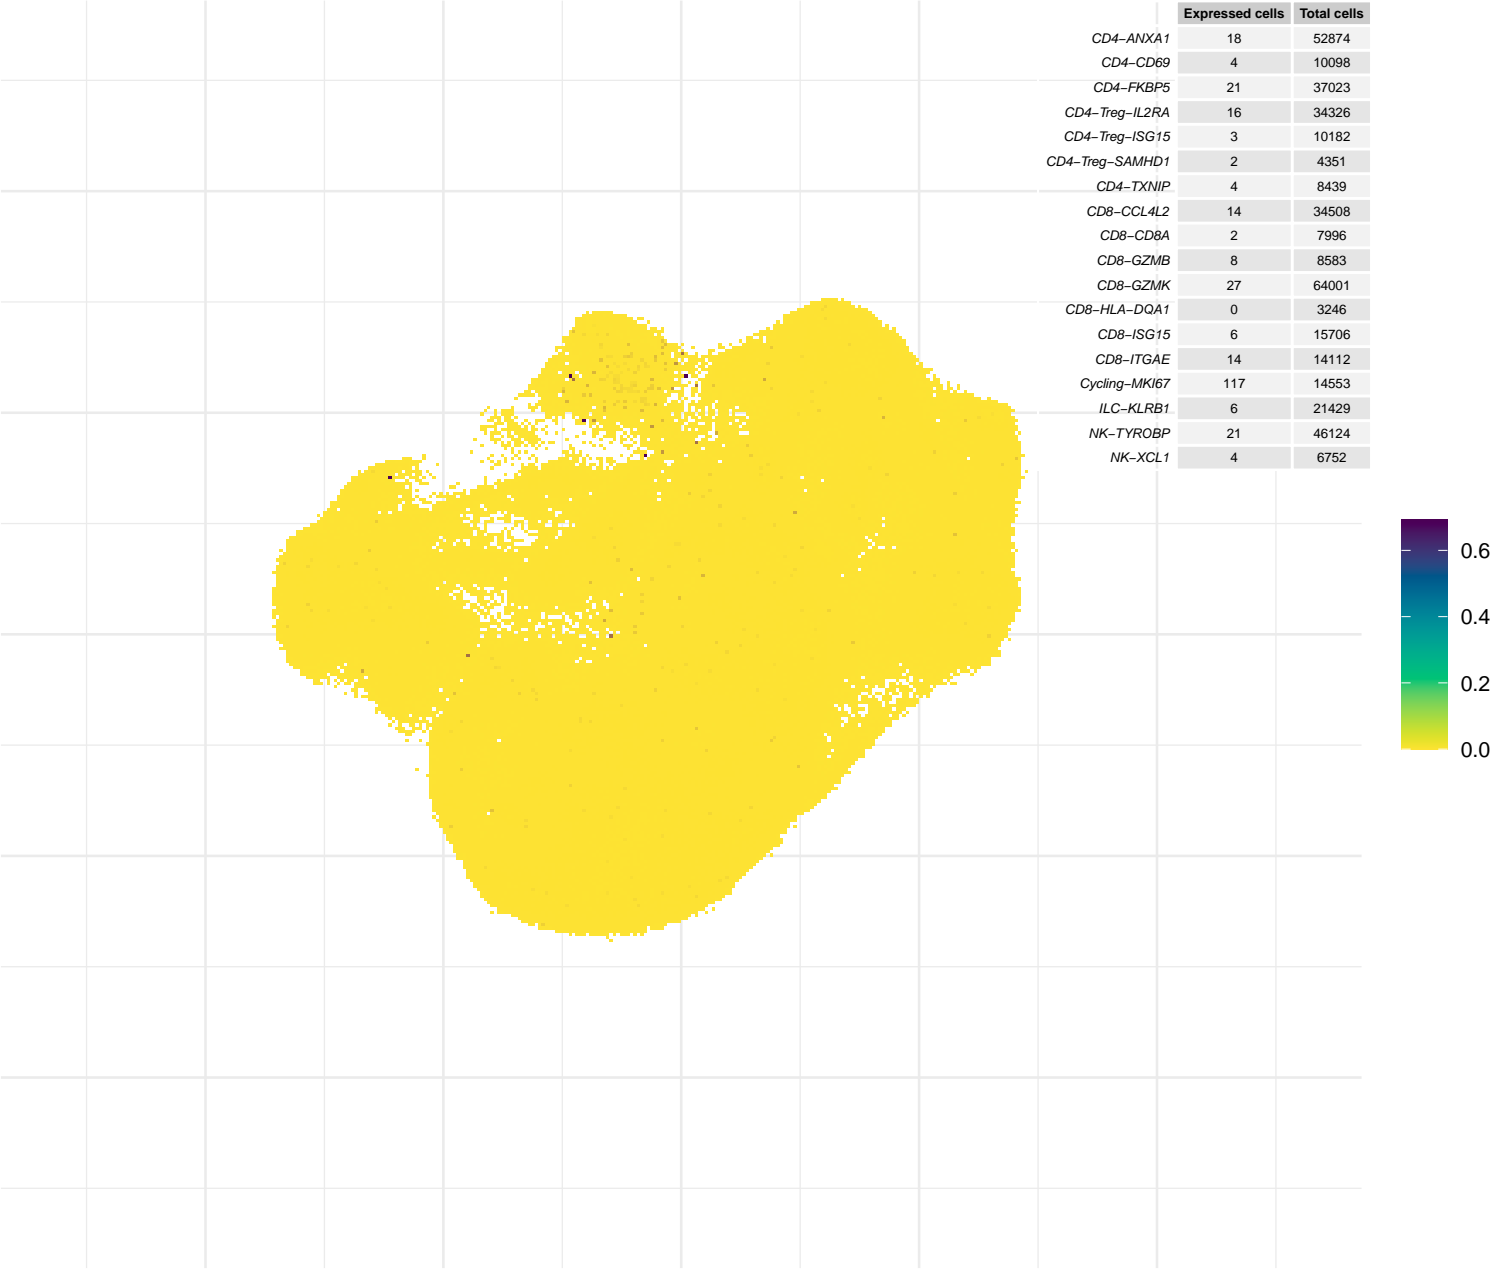 Expressed cells Total cells
CD4−ANXA1 18 52874
CD4−CD69 4 10098
CD4−FKBP5 21 37023
CD4−Treg−IL2RA 16 34326
CD4−Treg−ISG15 3 10182
CD4−Treg−SAMHD1 2 4351
CD4−TXNIP 4 8439
CD8−CCL4L2 14 34508
CD8−CD8A 2 7996
CD8−GZMB 8 8583
CD8−GZMK 27 64001
CD8−HLA−DQA1 0 3246
CD8−ISG15 6 15706
CD8−ITGAE 14 14112
Cycling−MKI67 117 14553
ILC−KLRB1 6 21429
NK−TYROBP 21 46124
NK−XCL1 4 6752
0.6
0.4
0.2
0.0